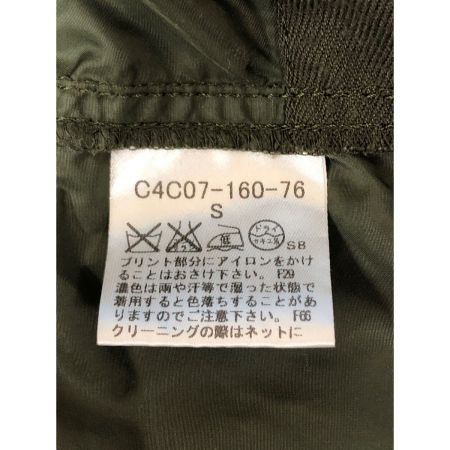 C4C07-160-76
S
低 ドライ セキユ系 S8
プリント部分にアイロンをかけ
ることはおさけ下さい。F29
濃色は雨や汗等で湿った状態で
着用すると色落ちすることがあ
りますのでご注意下さい。F66
クリーニングの際はネットに